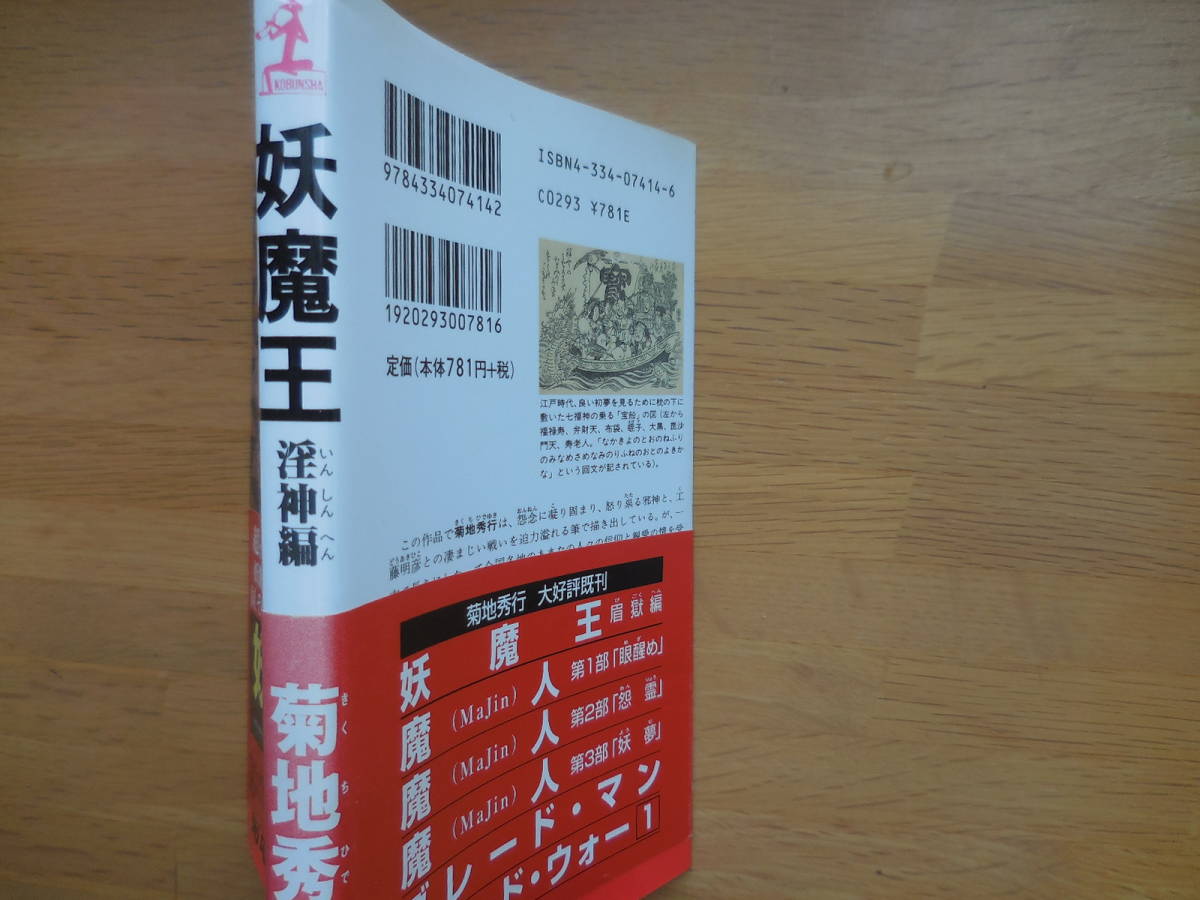 KOBUNSHA
妖魔王
淫神編
いんしんへん
菊地秀
きくちひで
9784334074142
ISBN4-334-07414-6
C0293 ¥781E
1920293007816
定価(本体781円+税)
江戸時代、良い初夢を見るために枕の下に
敷いた七福神の乗る「宝船」の図(左から
福禄寿、弁財天、布袋、蛭子、大黒、毘沙
門天、寿老人。「なかきよのとおのねふり
のみなめさめなみのりふねのおとのよきか
な」という回文が記されている)。
この作品で菊地秀行は、怨念に凝り固まり、怒り祟る邪神と、工
藤明彦との凄まじい戦いを迫力溢れる筆で描き出している。が、一
菊地秀行 大好評既刊
妖魔王 眉獄編
魔人 (MaJin) 第1部「眼醒め」
魔人 (MaJin) 第2部「怨霊」
魔人 (MaJin) 第3部「妖夢」
レード・マン
ド・ウォー1